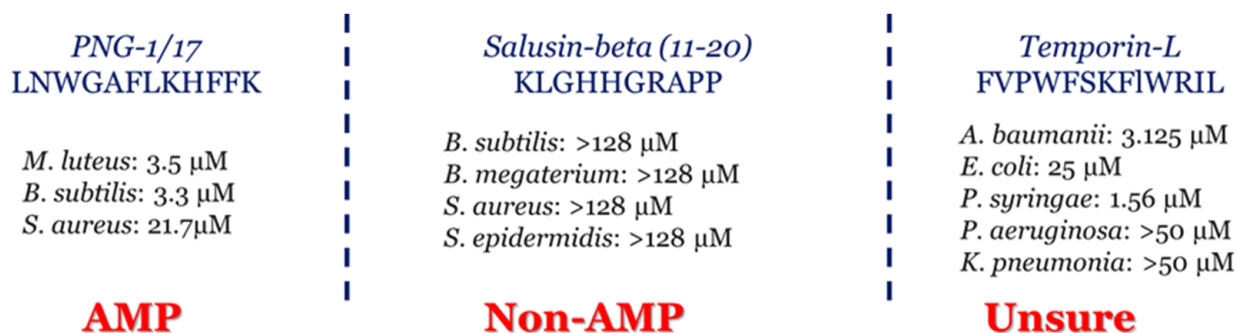 PNG-1/17
LNWGAFLKHFFK
M. luteus: 3.5 μM
B. subtilis: 3.3 μM
S. aureus: 21.7μM
AMP
Salusin-beta (11-20)
KLGHHGRAPP
B. subtilis: >128 μM
B. megaterium: >128 μM
S. aureus: >128 μM
S. epidermidis: >128 μM
Non-AMP
Temporin-L
FVPWFSKFlWRIL
A. baumanii: 3.125 μM
E. coli: 25 μM
P. syringae: 1.56 μM
P. aeruginosa: >50 μM
K. pneumonia: >50 μM
Unsure